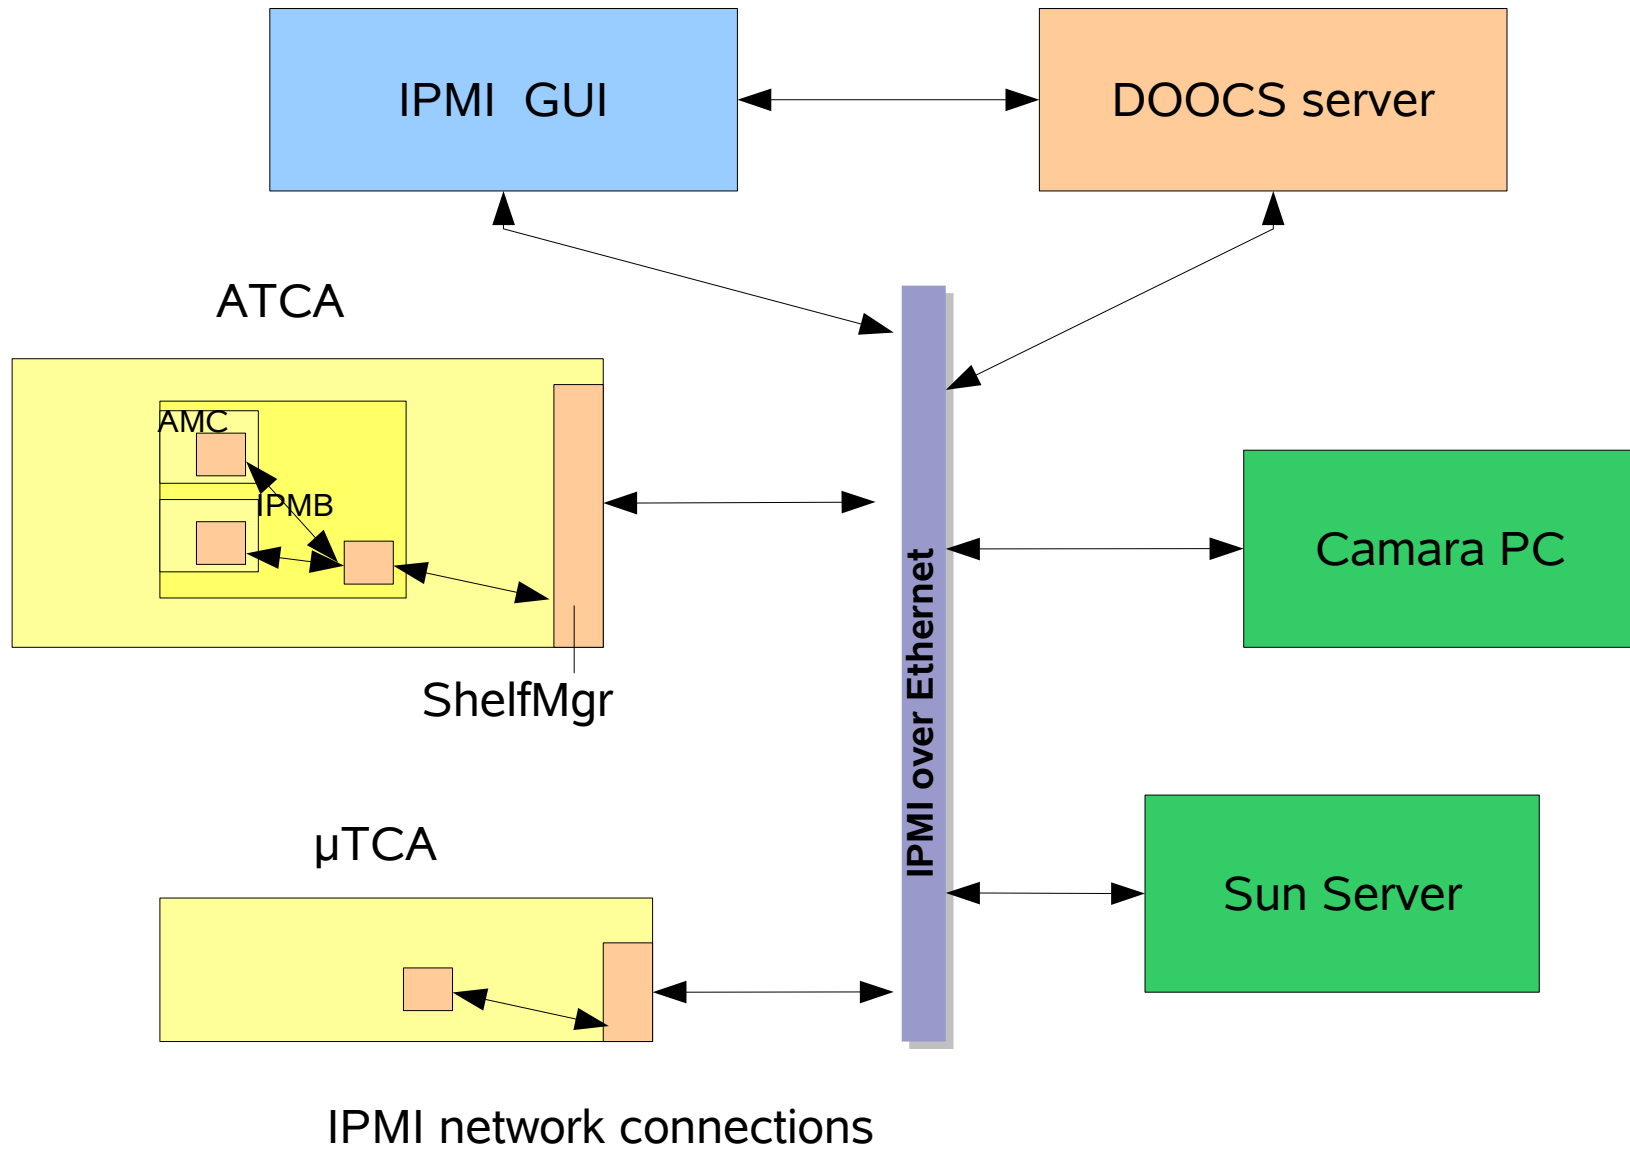 IPMI  GUI
DOOCS server
ATCA
AMC
IPMB
ShelfMgr
IPMI over Ethernet
Camara PC
Sun Server
µTCA
IPMI network connections